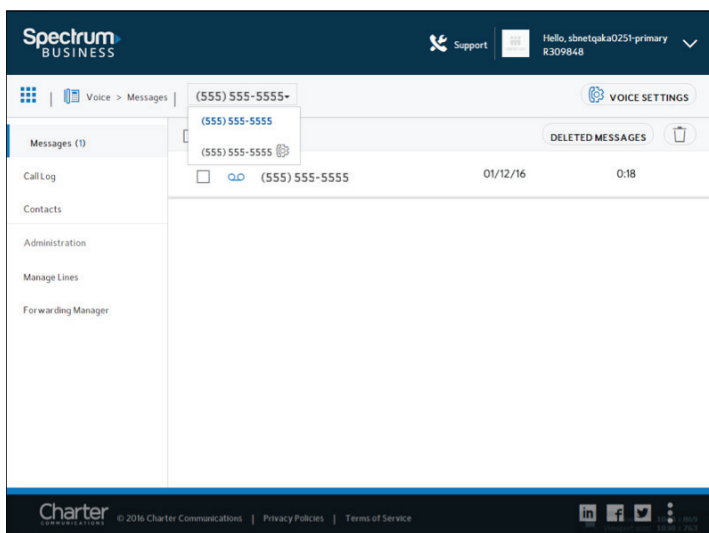 Spectrum
BUSINESS
Support
Hello, sbnetqaka0251-primary
R309848
Voice > Messages
(555) 555-5555
VOICE SETTINGS
(555) 555-5555
(555) 555-5555
Messages (1)
DELETED MESSAGES
Call Log
(555) 555-5555 01/12/16 0:18
Contacts
Administration
Manage Lines
Forwarding Manager
Charter
COMMUNICATIONS
© 2016 Charter Communications | Privacy Policies | Terms of Service
in f